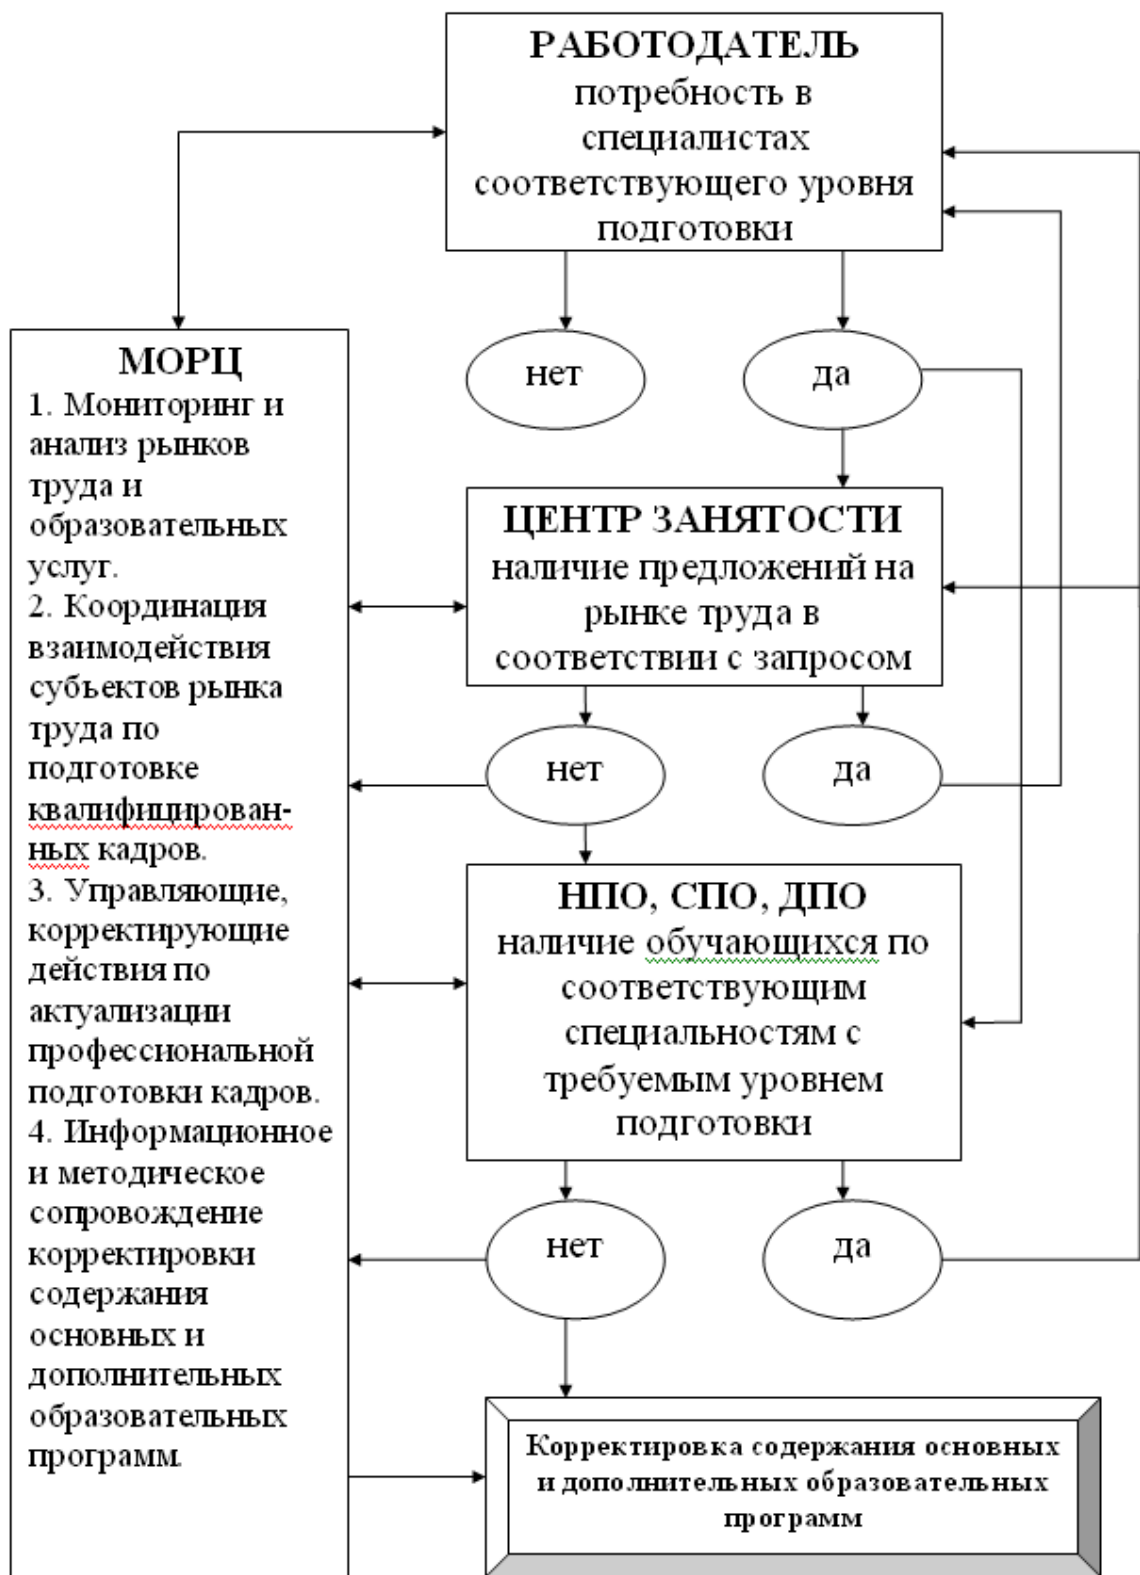 РАБОТОДАТЕЛЬ
потребность в
специалистах
соответствующего уровня
подготовки
нет
да
МОРЦ
1. Мониторинг и
анализ рынков
труда и
образовательных
услуг.
2. Координация
взаимодействия
субъектов рынка
труда по
подготовке
квалифицирован-
ных кадров.
3. Управляющие,
корректирующие
действия по
актуализации
профессиональной
подготовки кадров.
4. Информационное
и методическое
сопровождение
корректировки
содержания
основных и
дополнительных
образовательных
программ.
ЦЕНТР ЗАНЯТОСТИ
наличие предложений на
рынке труда в
соответствии с запросом
нет
да
НПО, СПО, ДПО
наличие обучающихся по
соответствующим
специальностям с
требуемым уровнем
подготовки
нет
да
Корректировка содержания основных
и дополнительных образовательных
программ